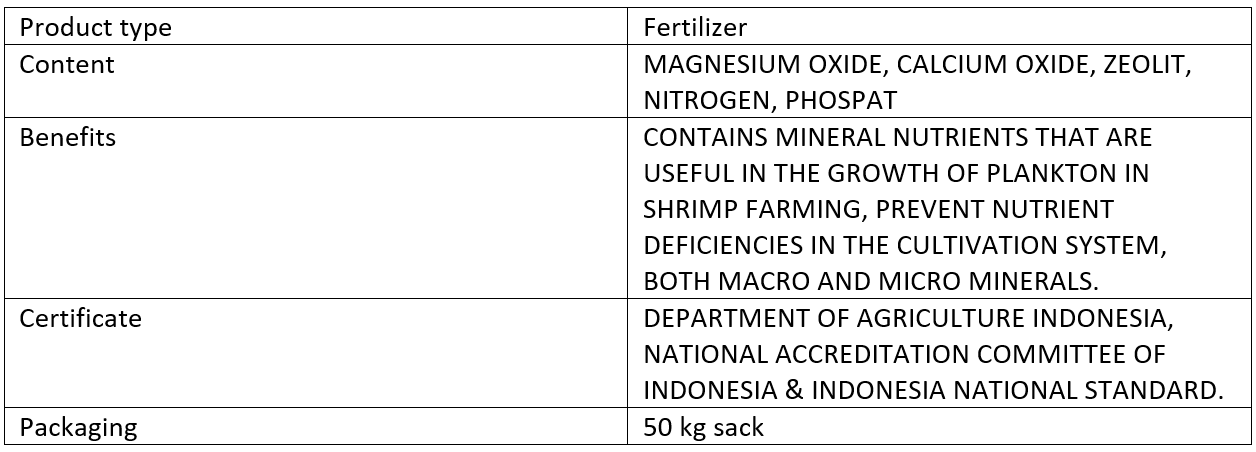 Product type
Fertilizer
Content
MAGNESIUM OXIDE, CALCIUM OXIDE, ZEOLIT,
NITROGEN, PHOSPAT
Benefits
CONTAINS MINERAL NUTRIENTS THAT ARE
USEFUL IN THE GROWTH OF PLANKTON IN
SHRIMP FARMING, PREVENT NUTRIENT
DEFICIENCIES IN THE CULTIVATION SYSTEM,
BOTH MACRO AND MICRO MINERALS.
Certificate
DEPARTMENT OF AGRICULTURE INDONESIA,
NATIONAL ACCREDITATION COMMITTEE OF
INDONESIA & INDONESIA NATIONAL STANDARD.
Packaging
50 kg sack